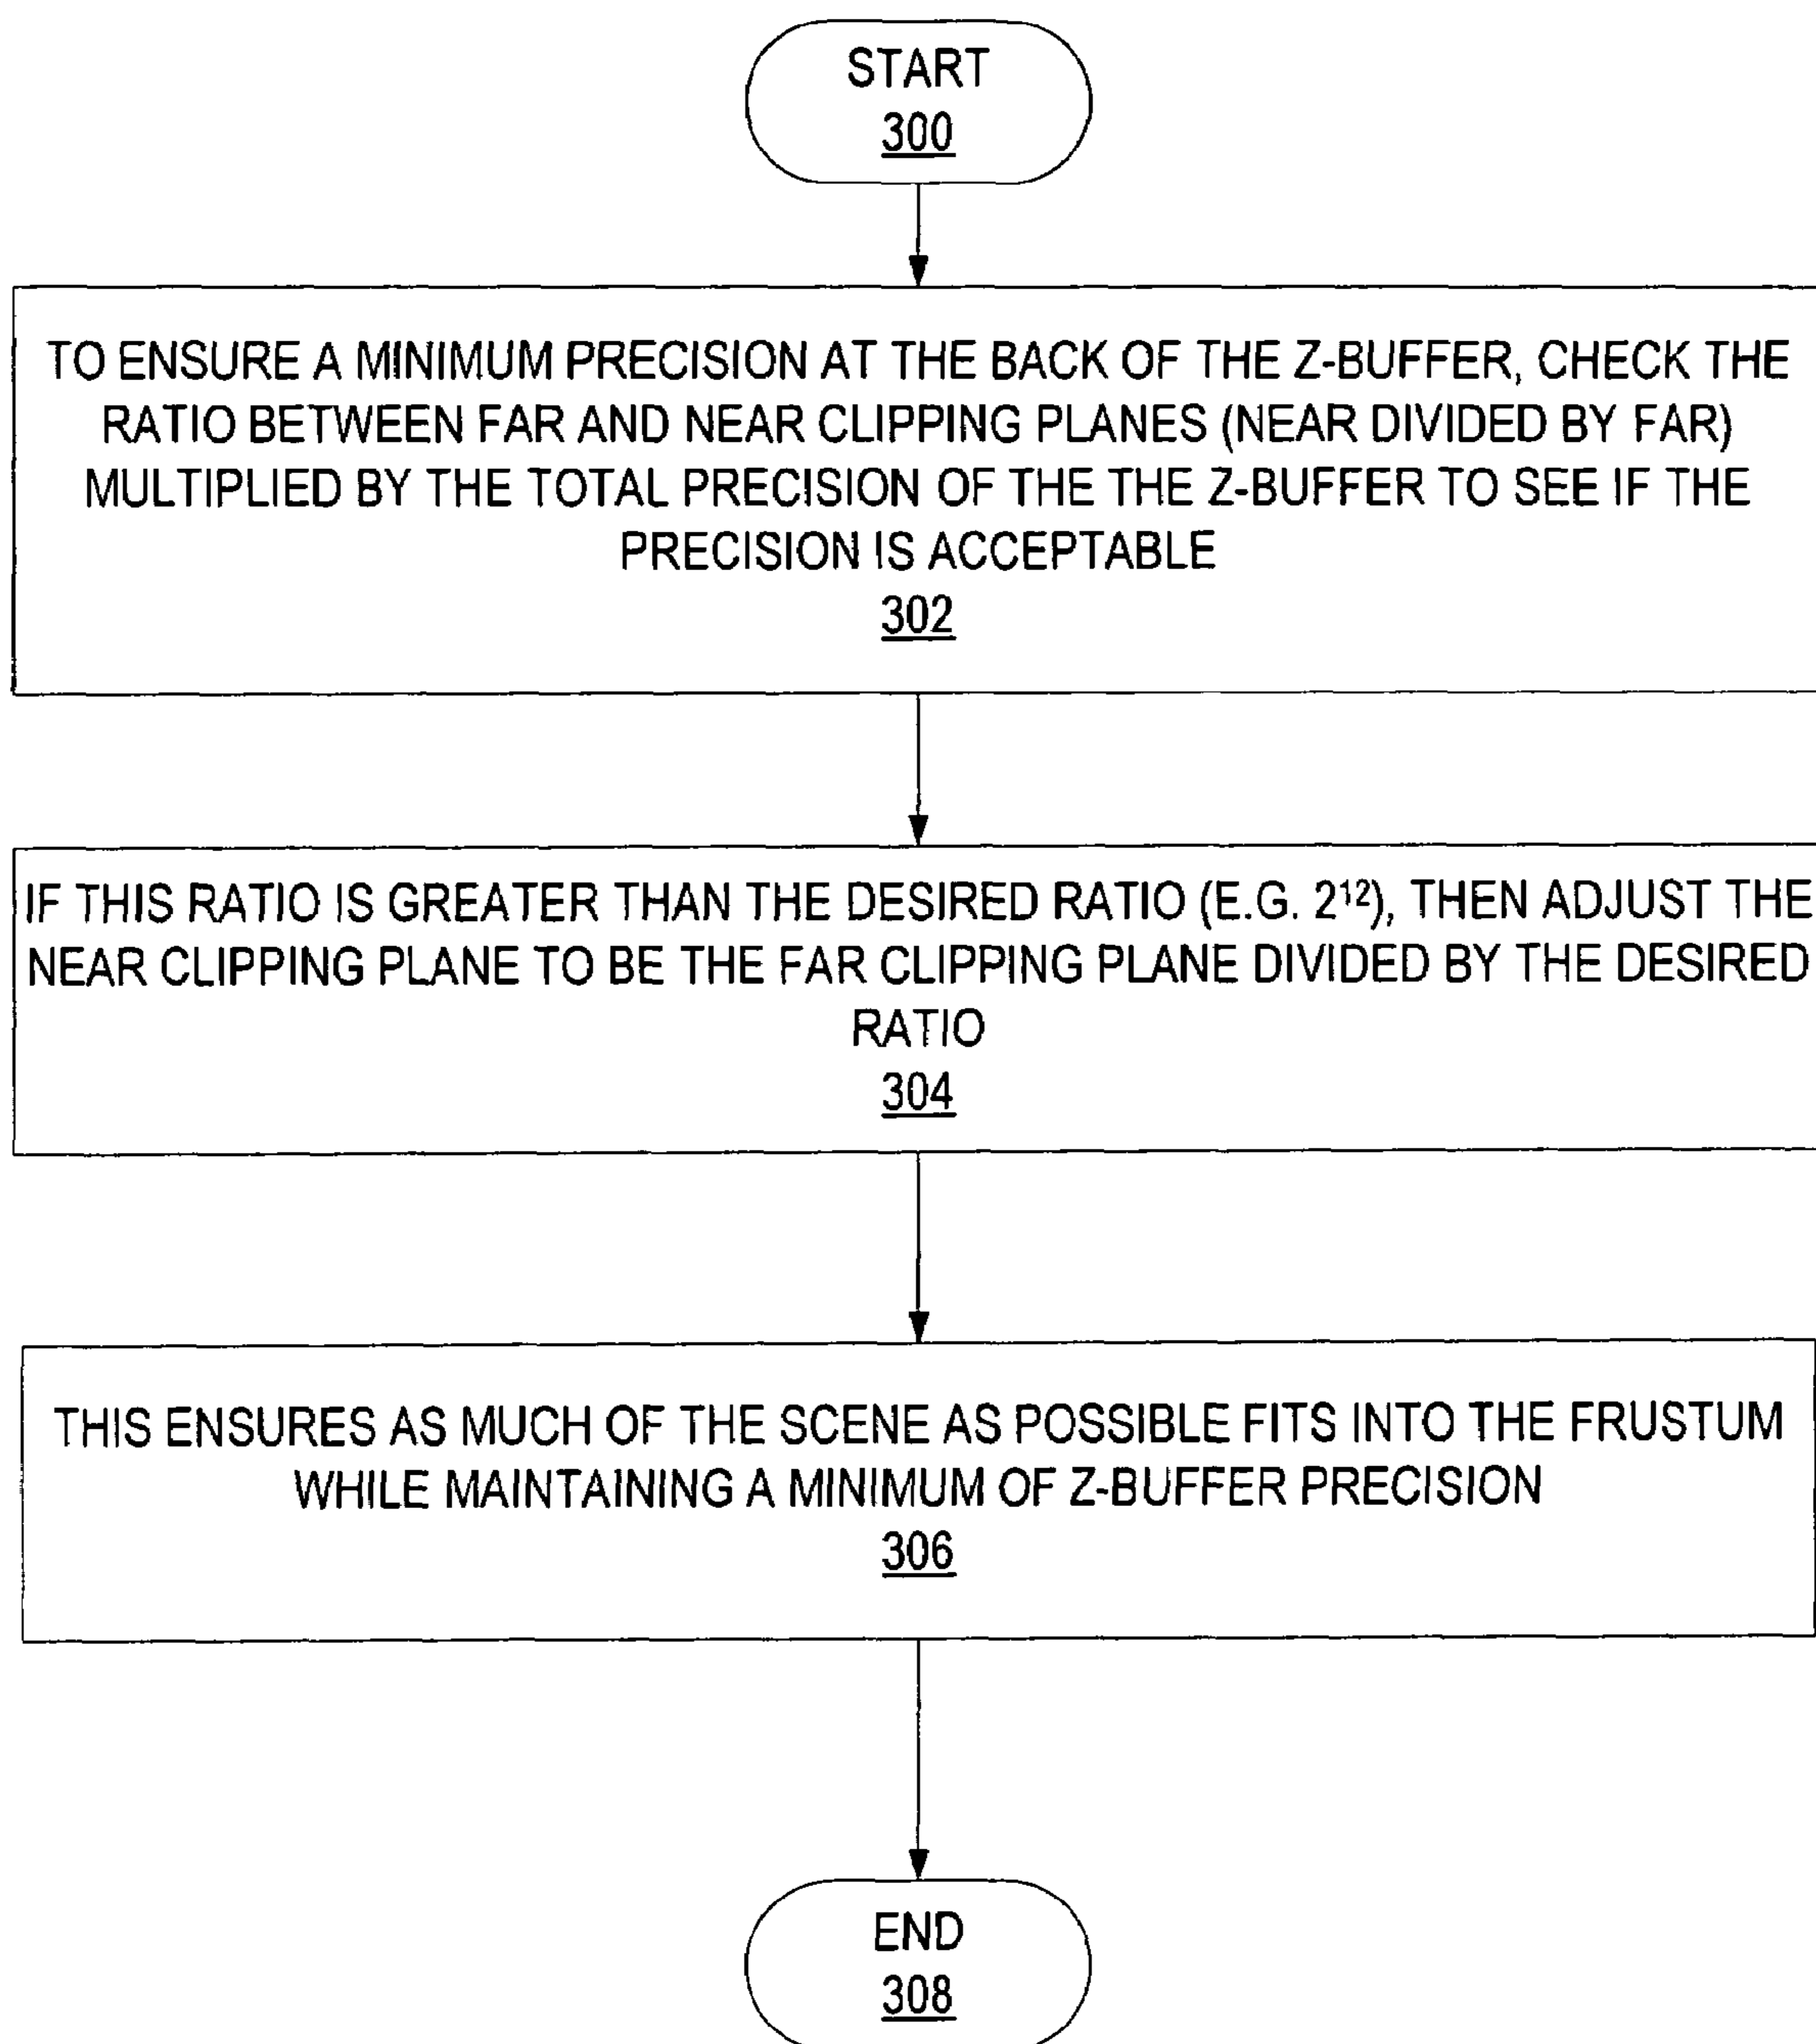 START
300
TO ENSURE A MINIMUM PRECISION AT THE BACK OF THE Z-BUFFER, CHECK THE
RATIO BETWEEN FAR AND NEAR CLIPPING PLANES (NEAR DIVIDED BY FAR)
MULTIPLIED BY THE TOTAL PRECISION OF THE THE Z-BUFFER TO SEE IF THE
PRECISION IS ACCEPTABLE
302
IF THIS RATIO IS GREATER THAN THE DESIRED RATIO (E.G. 2¹²), THEN ADJUST THE
NEAR CLIPPING PLANE TO BE THE FAR CLIPPING PLANE DIVIDED BY THE DESIRED
RATIO
304
THIS ENSURES AS MUCH OF THE SCENE AS POSSIBLE FITS INTO THE FRUSTUM
WHILE MAINTAINING A MINIMUM OF Z-BUFFER PRECISION
306
END
308